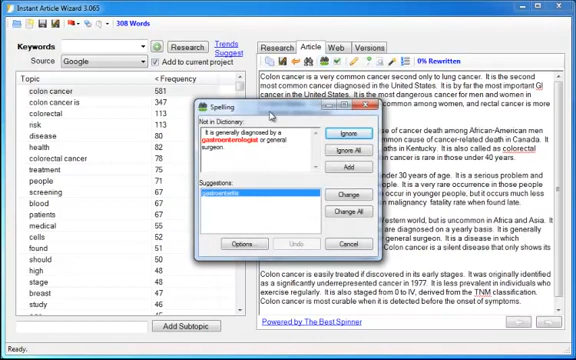 Instant Article Wizard 3.065
308 Words
Keywords
Research
Trends
Suggest
Source
Google
Add to current project
Topic
< Frequency
colon cancer 581
colon cancer is 347
colorectal 113
risk 113
disease 80
health 82
colorectal cancer 78
treatment 75
people 71
screening 67
blood 67
patients 62
medical 55
cells 52
found 51
should 50
high 48
stage 48
breast 47
study 47
Add Subtopic
Ready.
Research
Article
Web
Versions
0% Rewritten
Colon cancer is a very common cancer second only to lung cancer. It is the second
most common cancer diagnosed in the United States. It is by far the most important GI
cancer in the United States. It is the most dangerous form of cancer for men and
common among women, and rectal cancer is more
of cancer death among African-American men
common cause of cancer-related death in Canada. It
paths in Kentucky. It is also called as colorectal
cancer is rare in those under 40 years.
under 30 years of age. It is a serious
is a very rare occurrence in those people
occur in younger people, but it occurs much less
malignancy fatality rate when found late.
Western world, but is uncommon in Africa and Asia.
are diagnosed on a yearly basis. It is generally
general surgeon. It is a disease in which
Colon cancer is a silent disease that only shows its
Colon cancer is easily treated if discovered in its early stages. It was originally identified
as a significantly underrepresented cancer in 1977. It is less prevalent in individuals who
exercise regularly. It is also staged from 0 to IV, derived from the TNM classification.
Colon cancer is most curable when it is detected before the onset of symptoms.
Powered by The Best Spinner
Spelling
Not in Dictionary:
It is generally diagnosed by a
gastroenterologist or general
surgeon.
Ignore
Ignore All
Add
Suggestions:
gastroenteritis
Change
Change All
Options...
Undo
Cancel